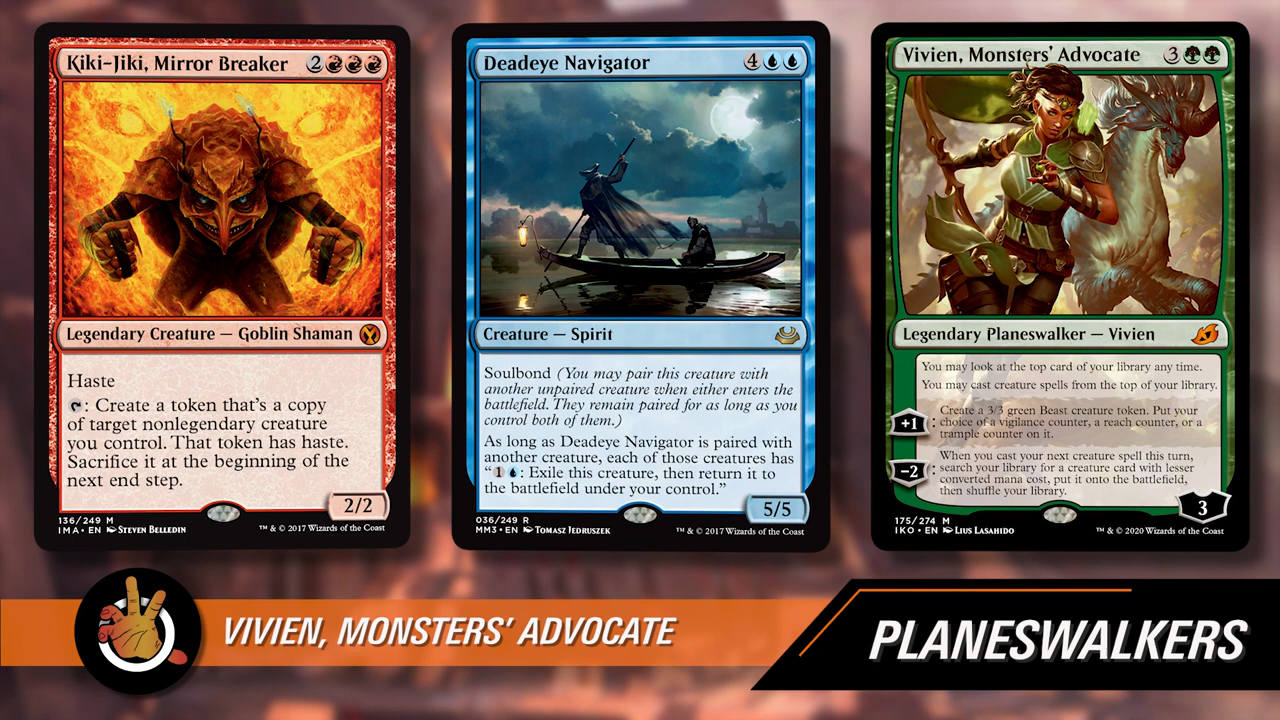 Kiki-Jiki, Mirror Breaker 2
Legendary Creature — Goblin Shaman
Haste
: Create a token that's a copy
of target nonlegendary creature
you control. That token has haste.
Sacrifice it at the beginning of the
next end step.
2/2
136/249 M
IMA • EN STEVEN BELLEDIN
™ & © 2017 Wizards of the Coast
Deadeye Navigator 4
Creature — Spirit
Soulbond (You may pair this creature with
another unpaired creature when either enters the
battlefield. They remain paired for as long as you
control both of them.)
As long as Deadeye Navigator is paired with
another creature, each of those creatures has
“1 : Exile this creature, then return it to
the battlefield under your control.”
5/5
036/249 R
MM3 • EN TOMASZ JEDRUSZEK
™ & © 2017 Wizards of the Coast
Vivien, Monsters' Advocate 3
Legendary Planeswalker — Vivien
You may look at the top card of your library any time.
You may cast creature spells from the top of your library.
+1 : Create a 3/3 green Beast creature token. Put your
choice of a vigilance counter, a reach counter, or a
trample counter on it.
-2 : When you cast your next creature spell this turn,
search your library for a creature card with lesser
converted mana cost, put it onto the battlefield,
then shuffle your library.
3
175/274 M
IKO • EN LIUS LASAHIDO
™ & © 2020 Wizards of the Coast
VIVIEN, MONSTERS' ADVOCATE
PLANESWALKERS